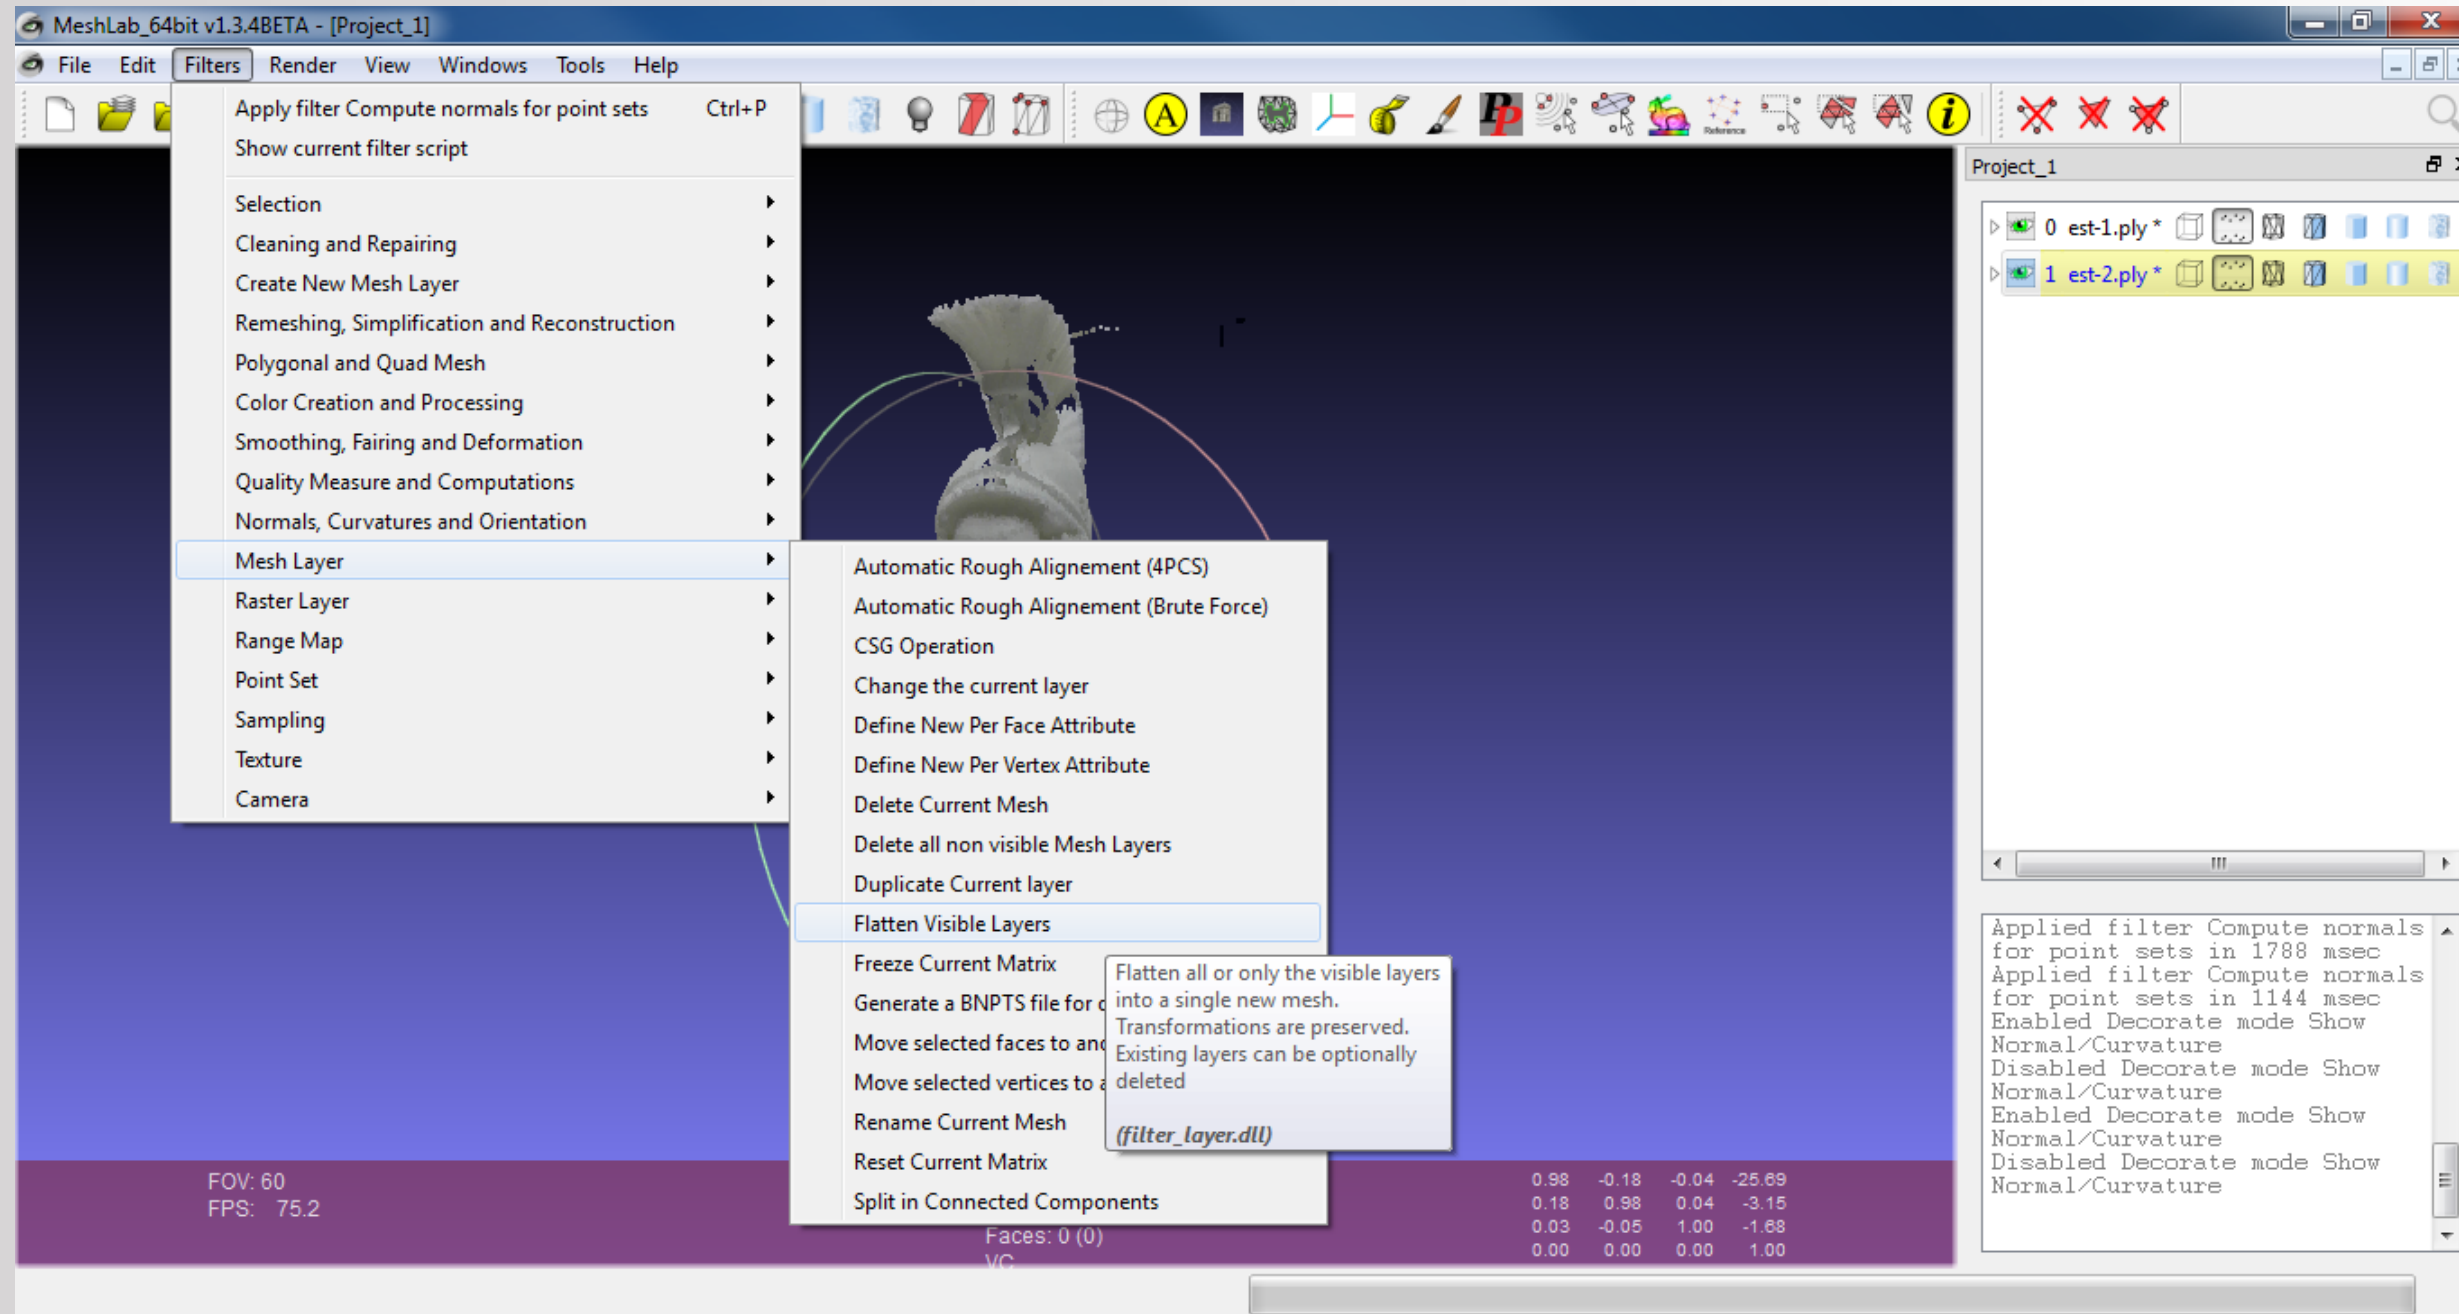 MeshLab_64bit v1.3.4BETA - [Project_1]
File Edit Filters Render View Windows Tools Help
Apply filter Compute normals for point sets Ctrl+P
Show current filter script
Selection
Cleaning and Repairing
Create New Mesh Layer
Remeshing, Simplification and Reconstruction
Polygonal and Quad Mesh
Color Creation and Processing
Smoothing, Fairing and Deformation
Quality Measure and Computations
Normals, Curvatures and Orientation
Mesh Layer
Raster Layer
Range Map
Point Set
Sampling
Texture
Camera
Automatic Rough Alignement (4PCS)
Automatic Rough Alignement (Brute Force)
CSG Operation
Change the current layer
Define New Per Face Attribute
Define New Per Vertex Attribute
Delete Current Mesh
Delete all non visible Mesh Layers
Duplicate Current layer
Flatten Visible Layers
Freeze Current Matrix
Generate a BNPTS file for
Move selected faces to
Move selected vertices to
Rename Current Mesh
Reset Current Matrix
Split in Connected Components
Flatten all or only the visible layers
into a single new mesh.
Transformations are preserved.
Existing layers can be optionally
deleted
(filter_layer.dll)
A
Pp
Reference
i
Project_1
0 est-1.ply *
1 est-2.ply *
Applied filter Compute normals
for point sets in 1788 msec
Applied filter Compute normals
for point sets in 1144 msec
Enabled Decorate mode Show
Normal/Curvature
Disabled Decorate mode Show
Normal/Curvature
Enabled Decorate mode Show
Normal/Curvature
Disabled Decorate mode Show
Normal/Curvature
FOV: 60
FPS: 75.2
Faces: 0 (0)
VC
0.98 -0.18 -0.04 -25.69
0.18 0.98 0.04 -3.15
0.03 -0.05 1.00 -1.68
0.00 0.00 0.00 1.00